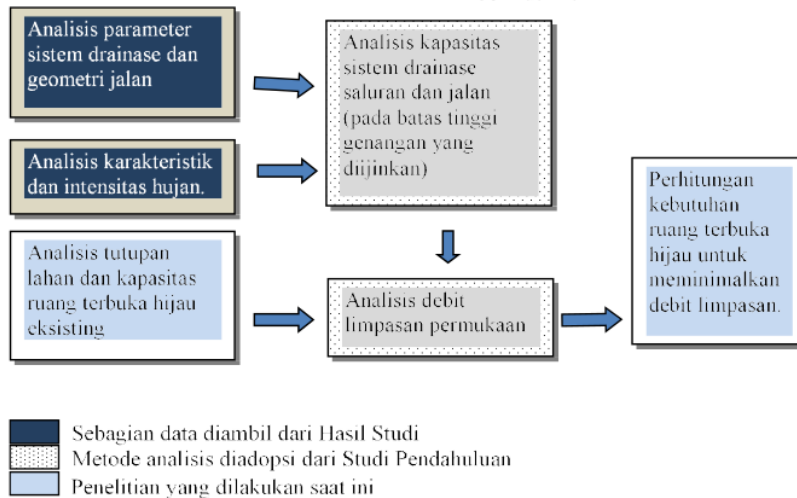 Analisis parameter
sistem drainase dan
geometri jalan
Analisis karakteristik
dan intensitas hujan.
Analisis tutupan
lahan dan kapasitas
ruang terbuka hijau
eksisting
Analisis kapasitas
sistem drainase
saluran dan jalan
(pada batas tinggi
genangan yang
diijinkan)
Analisis debit
limpasan permukaan
Perhitungan
kebutuhan
ruang terbuka
hijau untuk
meminimalkan
debit limpasan.
Sebagian data diambil dari Hasil Studi
Metode analisis diadopsi dari Studi Pendahuluan
Penelitian yang dilakukan saat ini